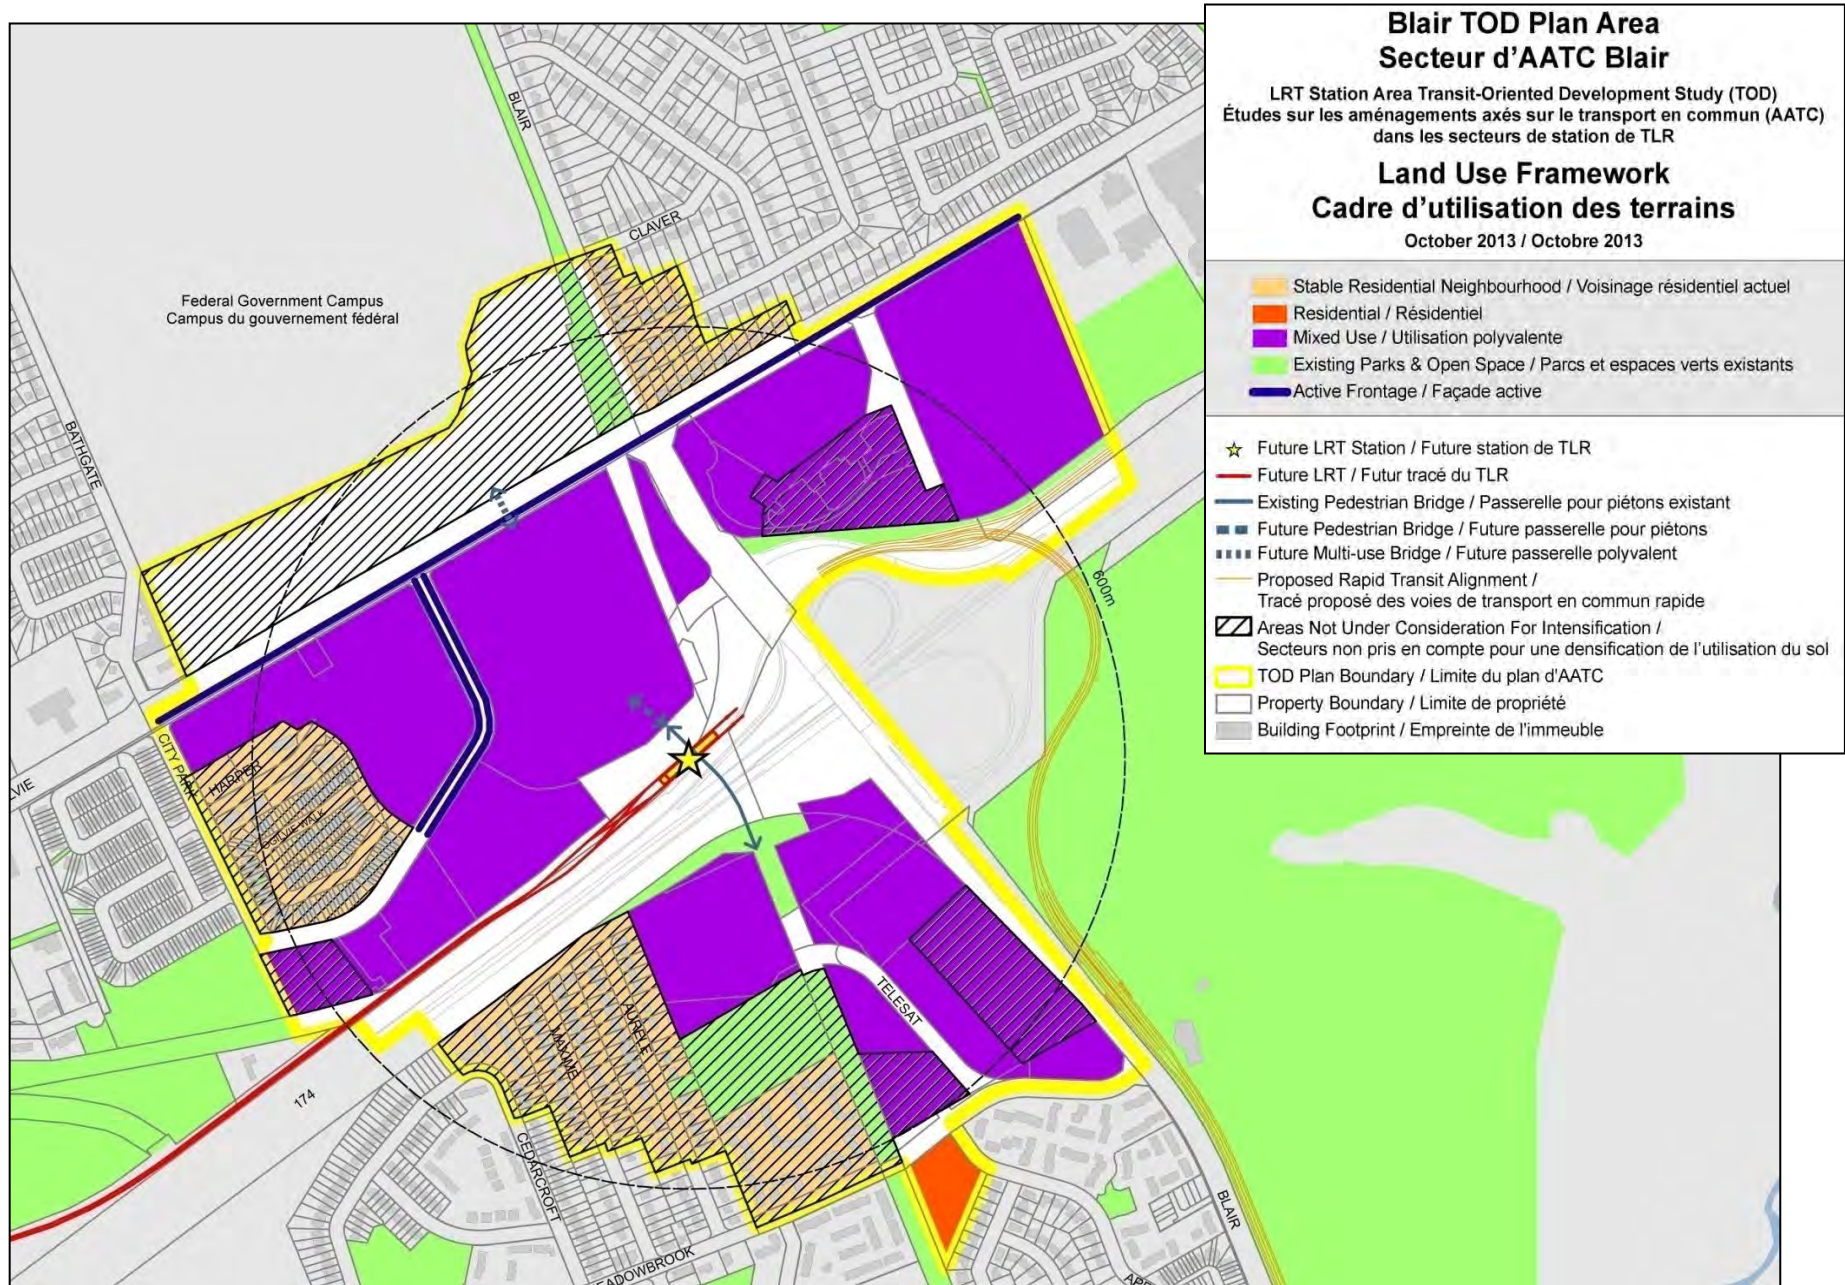 Blair TOD Plan Area
Secteur d'AATC Blair
LRT Station Area Transit-Oriented Development Study (TOD)
Études sur les aménagements axés sur le transport en commun (AATC)
dans les secteurs de station de TLR
Land Use Framework
Cadre d'utilisation des terrains
October 2013 / Octobre 2013
Stable Residential Neighbourhood / Voisinage résidentiel actuel
Residential / Résidentiel
Mixed Use / Utilisation polyvalente
Existing Parks & Open Space / Parcs et espaces verts existants
Active Frontage / Façade active
Future LRT Station / Future station de TLR
Future LRT / Futur tracé du TLR
Existing Pedestrian Bridge / Passerelle pour piétons existant
Future Pedestrian Bridge / Future passerelle pour piétons
Future Multi-use Bridge / Future passerelle polyvalent
Proposed Rapid Transit Alignment /
Tracé proposé des voies de transport en commun rapide
Areas Not Under Consideration For Intensification /
Secteurs non pris en compte pour une densification de l'utilisation du sol
TOD Plan Boundary / Limite du plan d'AATC
Property Boundary / Limite de propriété
Building Footprint / Empreinte de l'immeuble
BLAIR
CLAVER
Federal Government Campus
Campus du gouvernement fédéral
BATHGATE
600m
CITY PARK
HARPER
OGILVIE WALK
LVIE
TELESAT
AURELE
MAXIME
174
CEDARCROFT
BLAIR
EADOWBROOK